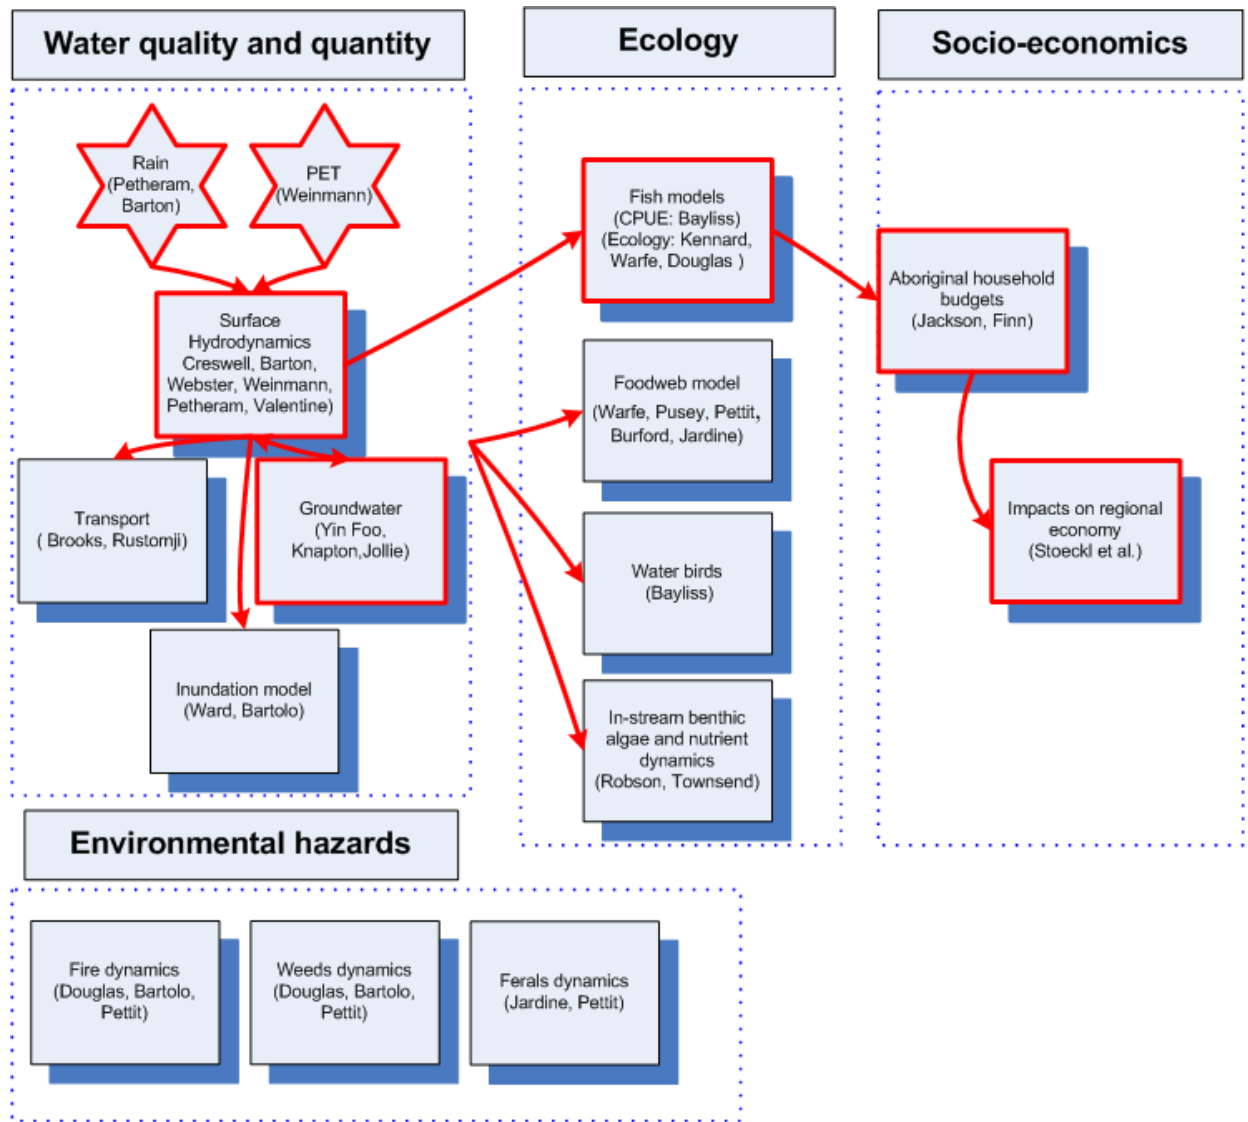 Water quality and quantity
Ecology
Socio-economics
Rain
(Petheram,
Barton)
PET
(Weinmann)
Surface
Hydrodynamics
Creswell, Barton,
Webster, Weinmann,
Petheram, Valentine)
Transport
( Brooks, Rustomji)
Groundwater
(Yin Foo,
Knapton,Jollie)
Inundation model
(Ward, Bartolo)
Fish models
(CPUE: Bayliss)
(Ecology: Kennard,
Warfe, Douglas )
Foodweb model
(Warfe, Pusey, Pettit,
Burford, Jardine)
Water birds
(Bayliss)
In-stream benthic
algae and nutrient
dynamics
(Robson, Townsend)
Aboriginal household
budgets
(Jackson, Finn)
Impacts on regional
economy
(Stoeckl et al.)
Environmental hazards
Fire dynamics
(Douglas, Bartolo,
Pettit)
Weeds dynamics
(Douglas, Bartolo,
Pettit)
Ferals dynamics
(Jardine, Pettit)